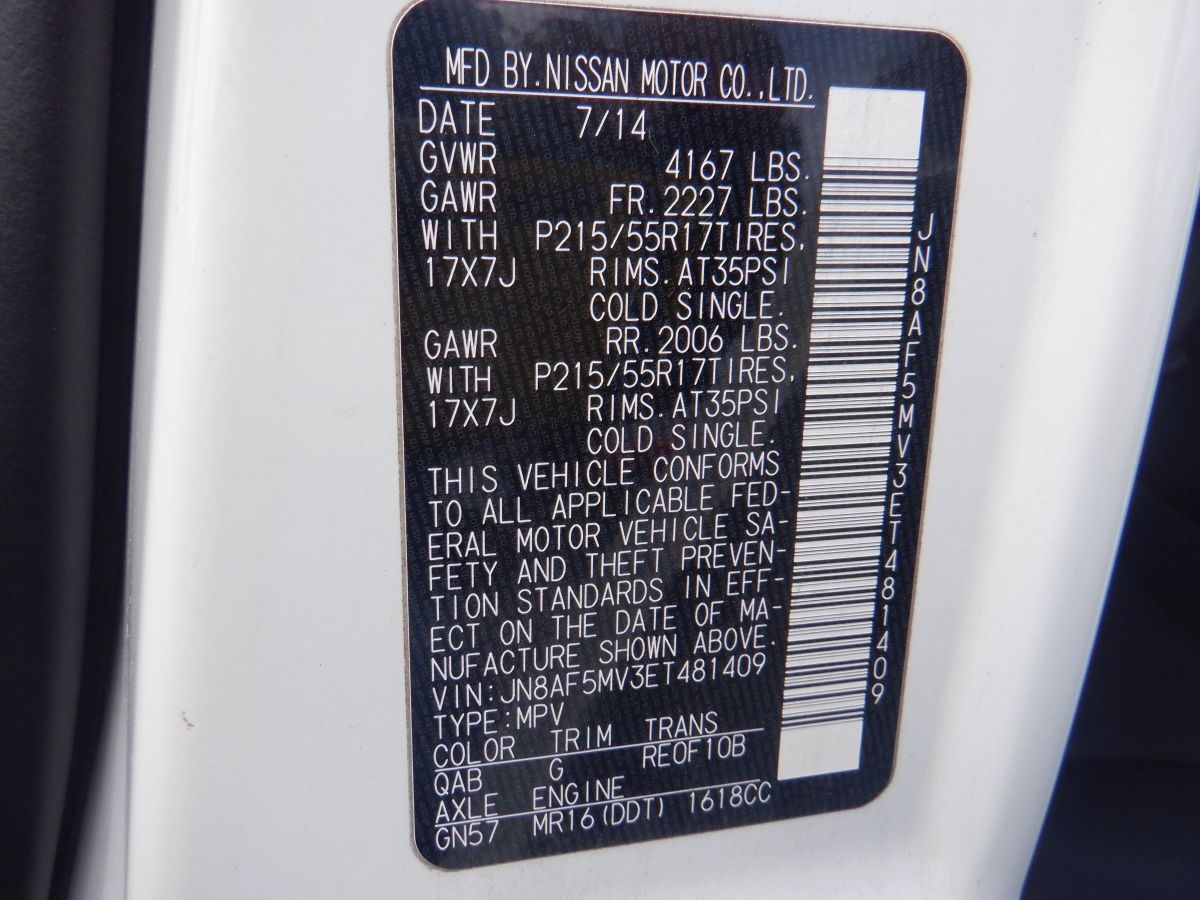 MFD BY.NISSAN MOTOR CO.,LTD.
DATE 7/14
GVWR 4167 LBS.
GAWR FR.2227 LBS.
WITH P215/55R17TIRES,
17X7J RIMS.AT35PSI
COLD SINGLE.
GAWR RR.2006 LBS.
WITH P215/55R17TIRES,
17X7J RIMS.AT35PSI
COLD SINGLE.
THIS VEHICLE CONFORMS
TO ALL APPLICABLE FED-
ERAL MOTOR VEHICLE SA-
FETY AND THEFT PREVEN-
TION STANDARDS IN EFF-
ECT ON THE DATE OF MA-
NUFACTURE SHOWN ABOVE.
VIN:JN8AF5MV3ET481409
TYPE:MPV
COLOR TRIM TRANS
QAB G RE0F10B
AXLE ENGINE
GN57 MR16(DDT) 1618CC
JN8AF5MV3ET481409